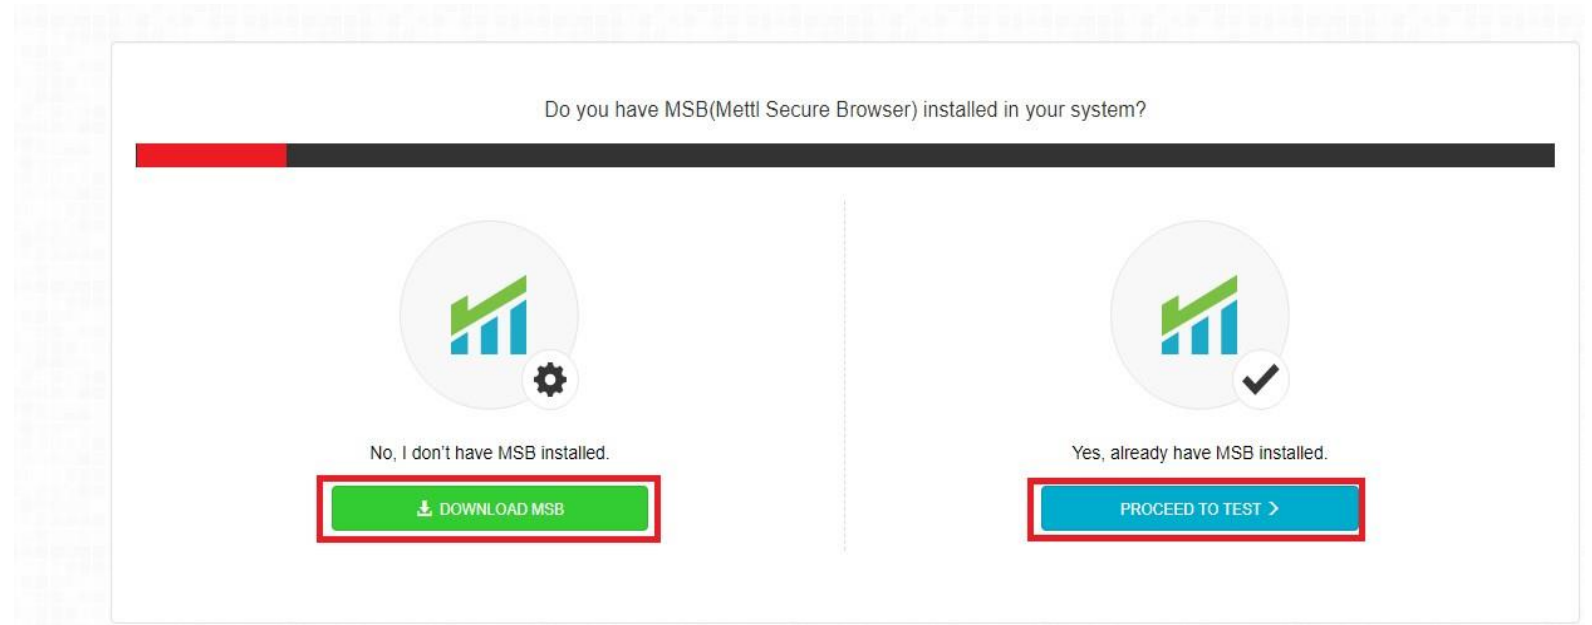 Do you have MSB(Mettl Secure Browser) installed in your system?
No, I don't have MSB installed.
DOWNLOAD MSB
Yes, already have MSB installed.
PROCEED TO TEST >